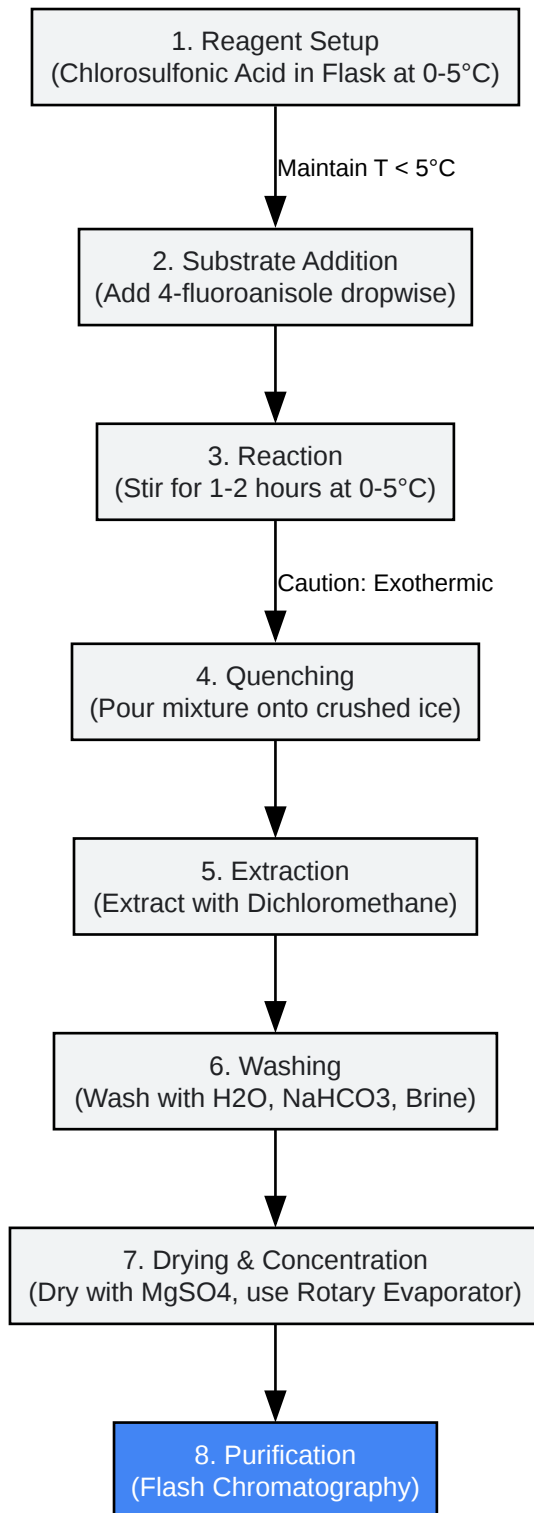 1. Reagent Setup
(Chlorosulfonic Acid in Flask at 0-5°C)
Maintain T < 5°C
2. Substrate Addition
(Add 4-fluoroanisole dropwise)
3. Reaction
(Stir for 1-2 hours at 0-5°C)
Caution: Exothermic
4. Quenching
(Pour mixture onto crushed ice)
5. Extraction
(Extract with Dichloromethane)
6. Washing
(Wash with H2O, NaHCO3, Brine)
7. Drying & Concentration
(Dry with MgSO4, use Rotary Evaporator)
8. Purification
(Flash Chromatography)